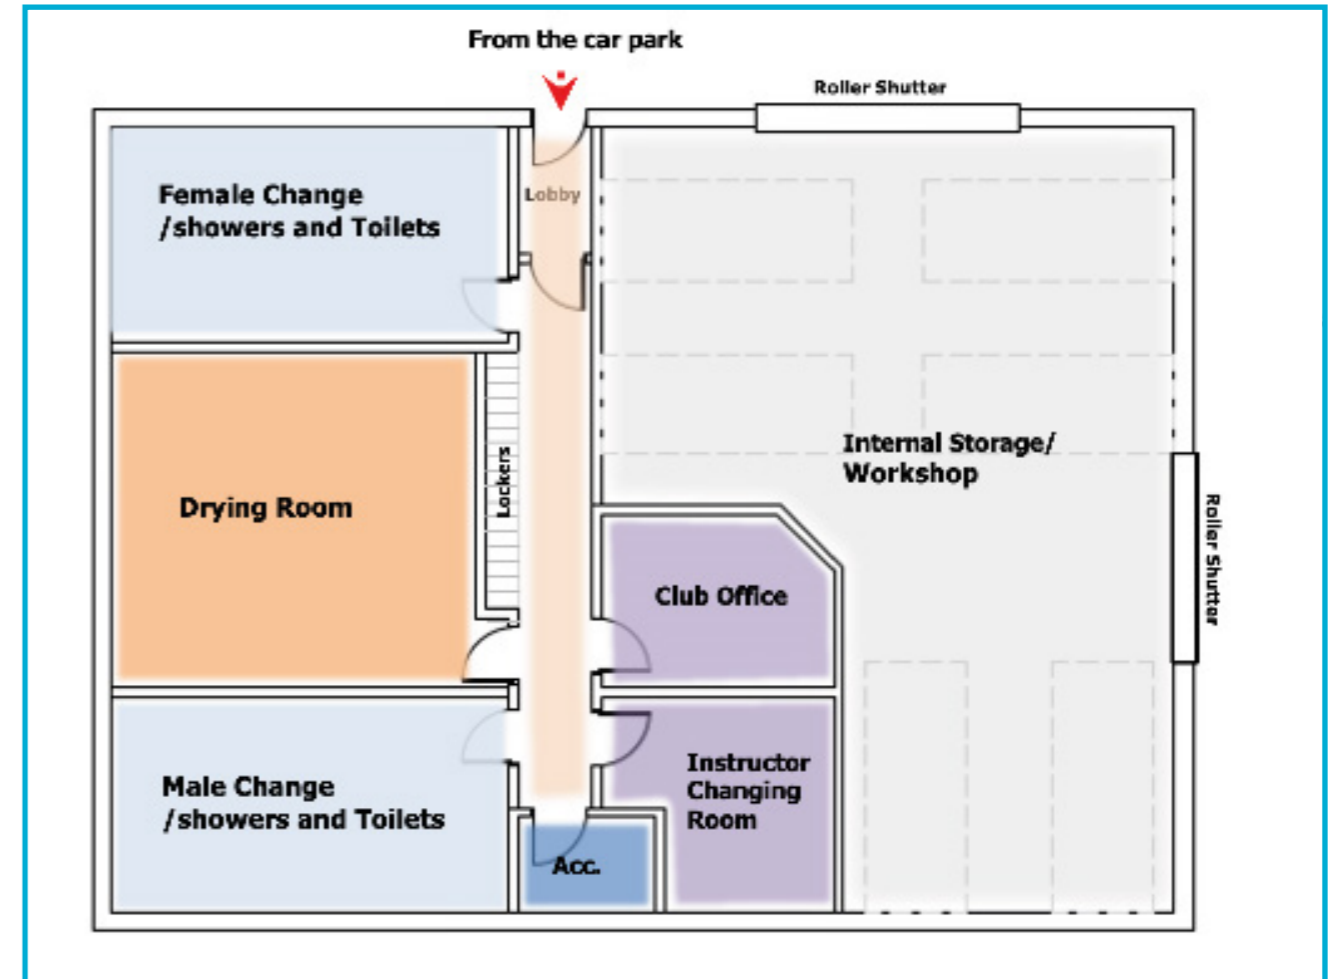 From the car park
Roller Shutter
Lobby
Female Change
/showers and Toilets
Lockers
Drying Room
Internal Storage/
Workshop
Roller Shutter
Club Office
Instructor
Changing
Room
Male Change
/showers and Toilets
Acc.